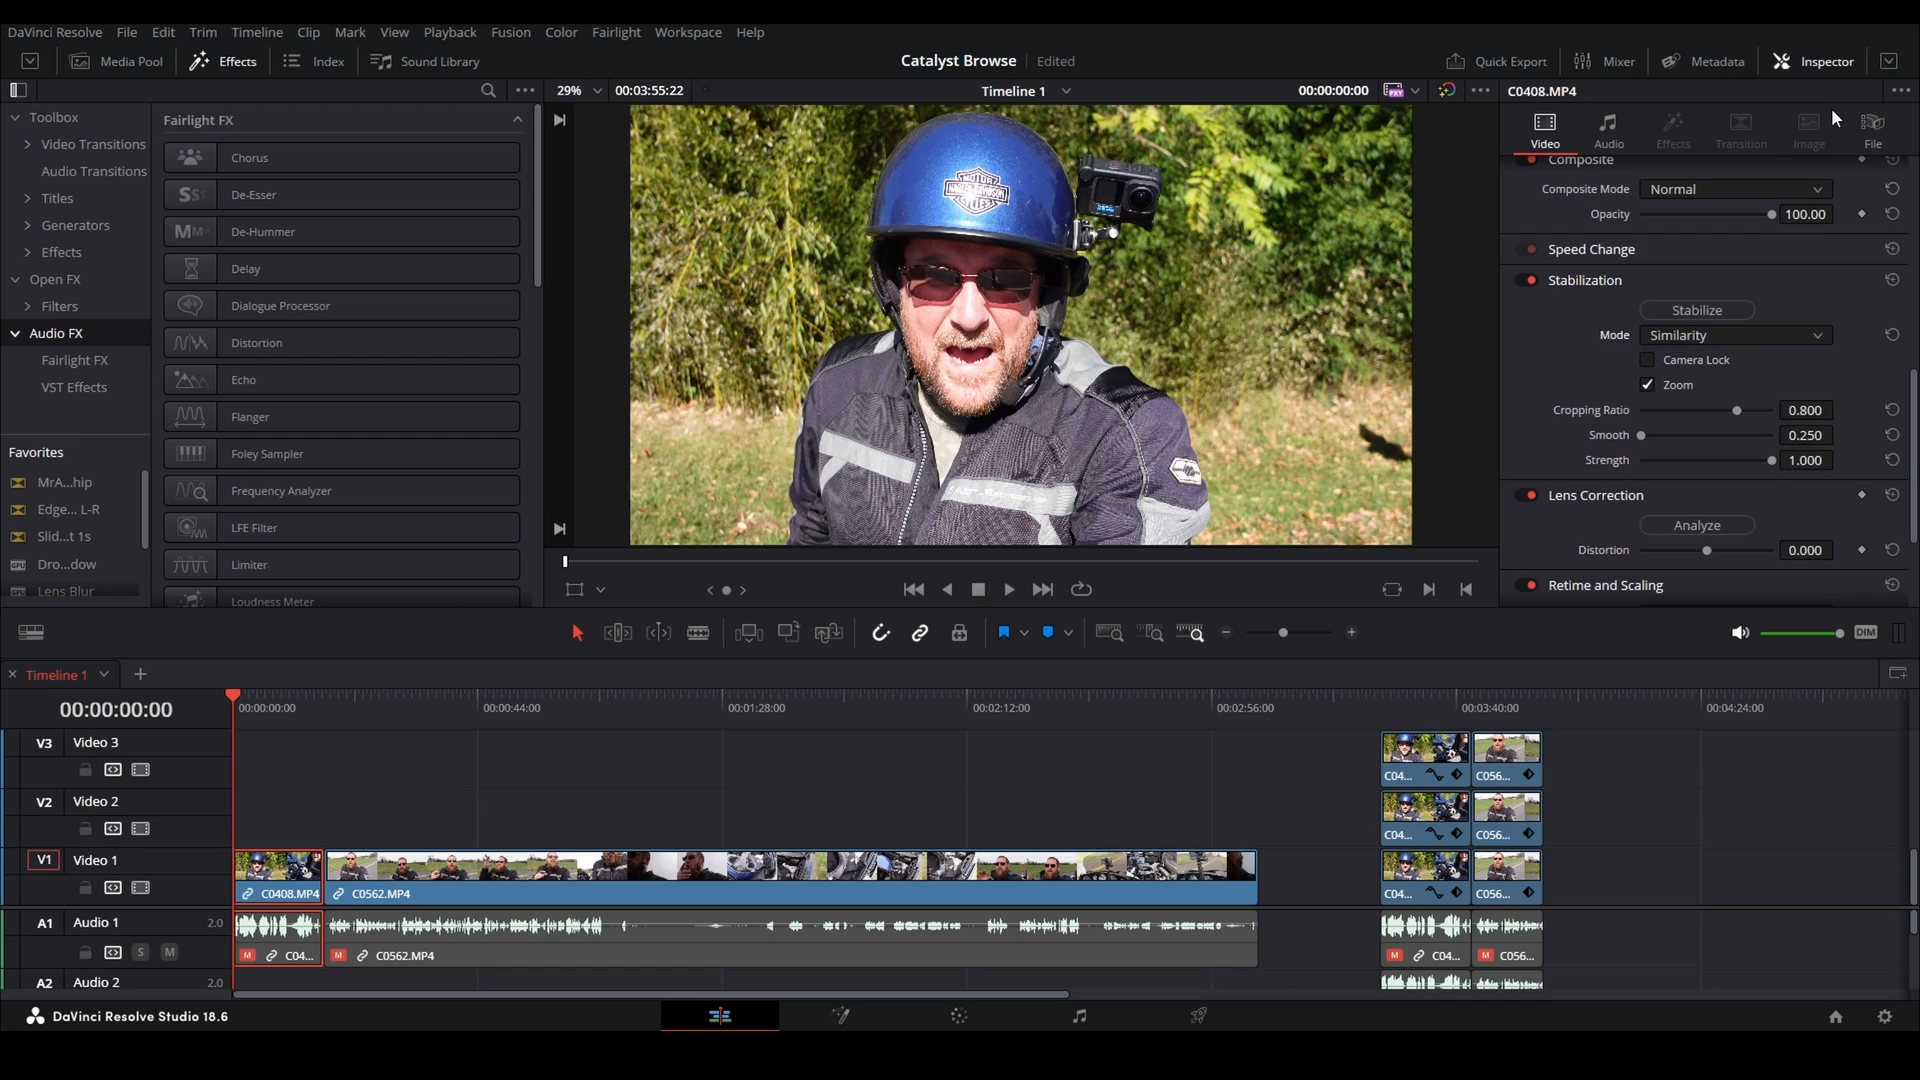 DaVinci Resolve File Edit Trim Timeline Clip Mark View Playback Fusion Color Fairlight Workspace Help
Media Pool Effects Index Sound Library Catalyst Browse Edited Quick Export Mixer Metadata Inspector
29% 00:03:55:22 Timeline 1 00:00:00:00 C0408.MP4
Toolbox
Video Transitions
Audio Transitions
Titles
Generators
Effects
Open FX
Filters
Audio FX
Fairlight FX
VST Effects
Favorites
MrA...hip
Edge... L-R
Slid...t 1s
Dro...dow
Lens Blur
Fairlight FX
Chorus
De-Esser
De-Hummer
Delay
Dialogue Processor
Distortion
Echo
Flanger
Foley Sampler
Frequency Analyzer
LFE Filter
Limiter
Loudness Meter
MOTOR
HARLEY-DAVIDSON
CYCLES
Video Audio Effects Transition Image File
Composite
Composite Mode Normal
Opacity 100.00
Speed Change
Stabilization
Stabilize
Mode Similarity
Camera Lock
Zoom
Cropping Ratio 0.800
Smooth 0.250
Strength 1.000
Lens Correction
Analyze
Distortion 0.000
Retime and Scaling
DIM
Timeline 1
00:00:00:00 00:00:00:00 00:00:44:00 00:01:28:00 00:02:12:00 00:02:56:00 00:03:40:00 00:04:24:00
V3 Video 3
C04... C056...
V2 Video 2
C04... C056...
V1 Video 1
C0408.MP4 C0562.MP4 C04... C056...
A1 Audio 1 2.0
S M
M C04... M C0562.MP4 M C04... M C056...
A2 Audio 2 2.0
DaVinci Resolve Studio 18.6